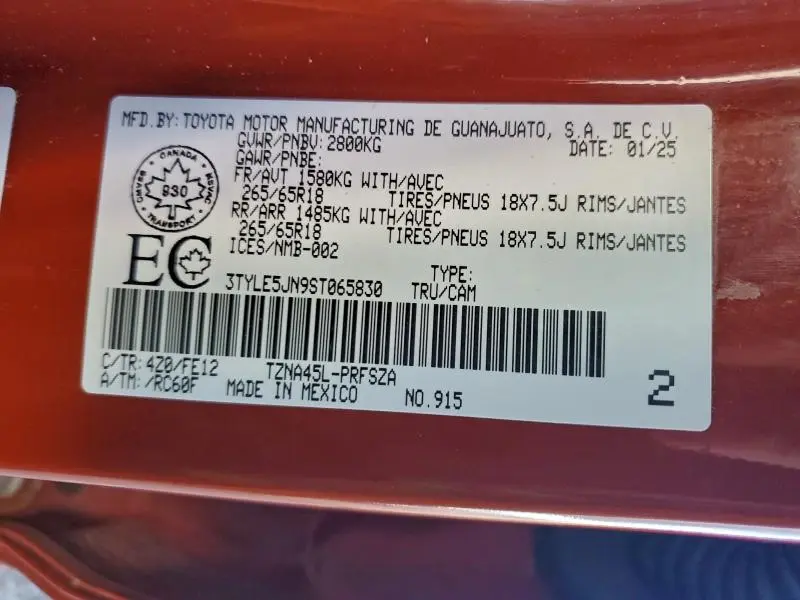 MFD.BY: TOYOTA MOTOR MANUFACTURING DE GUANAJUATO, S.A. DE C.V.
GVWR/PNBV: 2800KG DATE: 01/25
GAWR/PNBE:
FR/AVT 1580KG WITH/AVEC
265/65R18 TIRES/PNEUS 18X7.5J RIMS/JANTES
RR/ARR 1485KG WITH/AVEC
265/65R18 TIRES/PNEUS 18X7.5J RIMS/JANTES
ICES/NMB-002
CANADA
930
TRANSPORT
EC
3TYLE5JN9ST065830 TYPE:
TRU/CAM
C/TR: 4Z0/FE12 TZNA45L-PRFSZA
A/TM: /RC60F MADE IN MEXICO NO.915
2